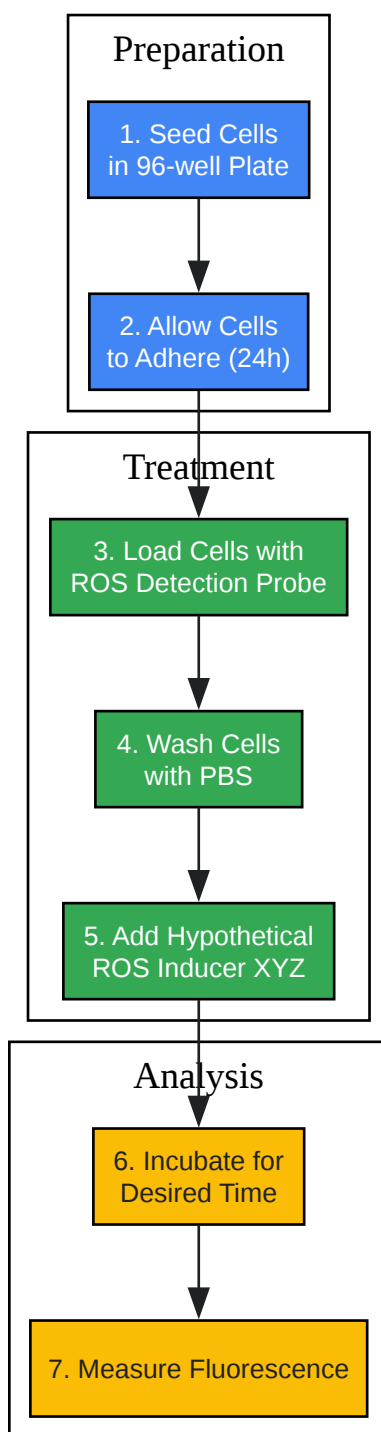 Preparation
1. Seed Cells
in 96-well Plate
2. Allow Cells
to Adhere (24h)
Treatment
3. Load Cells with
ROS Detection Probe
4. Wash Cells
with PBS
5. Add Hypothetical
ROS Inducer XYZ
Analysis
6. Incubate for
Desired Time
7. Measure Fluorescence